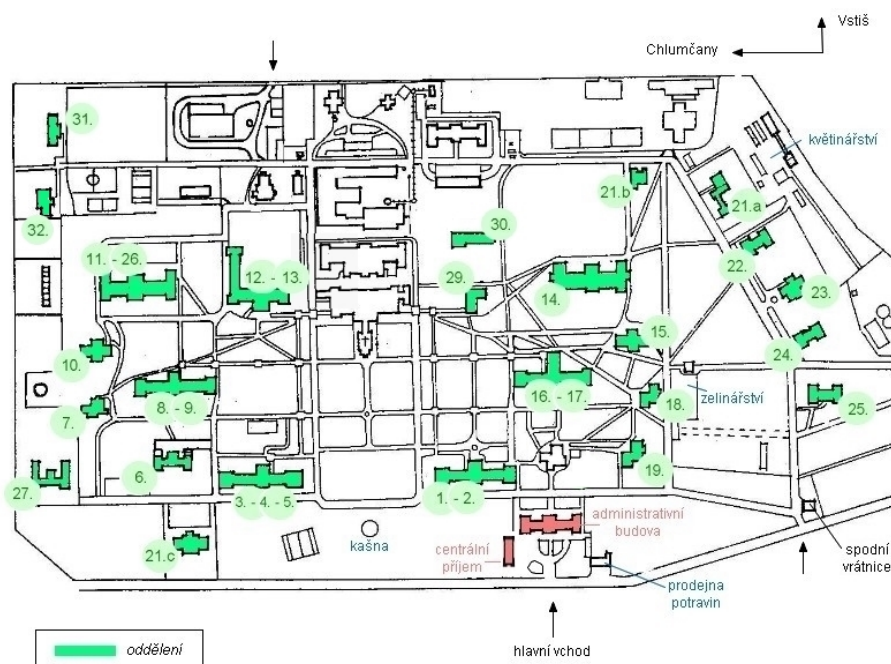 Vstiš
Chlumčany
31.
květinářství
21.b
21.a
32.
30.
11. - 26.
12. - 13.
22.
29.
14.
23.
15.
24.
10.
zelinářství
8. - 9.
16. - 17.
18.
25.
7.
6.
19.
27.
3. - 4. - 5.
1. - 2.
administrativní
budova
21.c
kašna
centrální
příjem
spodní
vrátnice
prodejna
potravin
oddělení
hlavní vchod